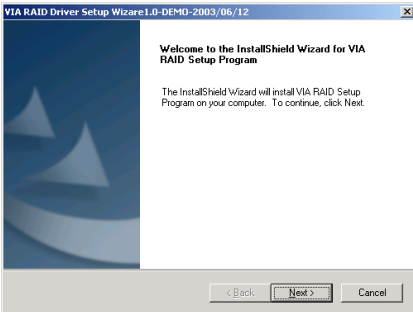 VIA RAID Driver Setup Wizare1.0-DEMO-2003/06/12
Welcome to the InstallShield Wizard for VIA
RAID Setup Program
The InstallShield Wizard will install VIA RAID Setup
Program on your computer. To continue, click Next.
< Back Next > Cancel